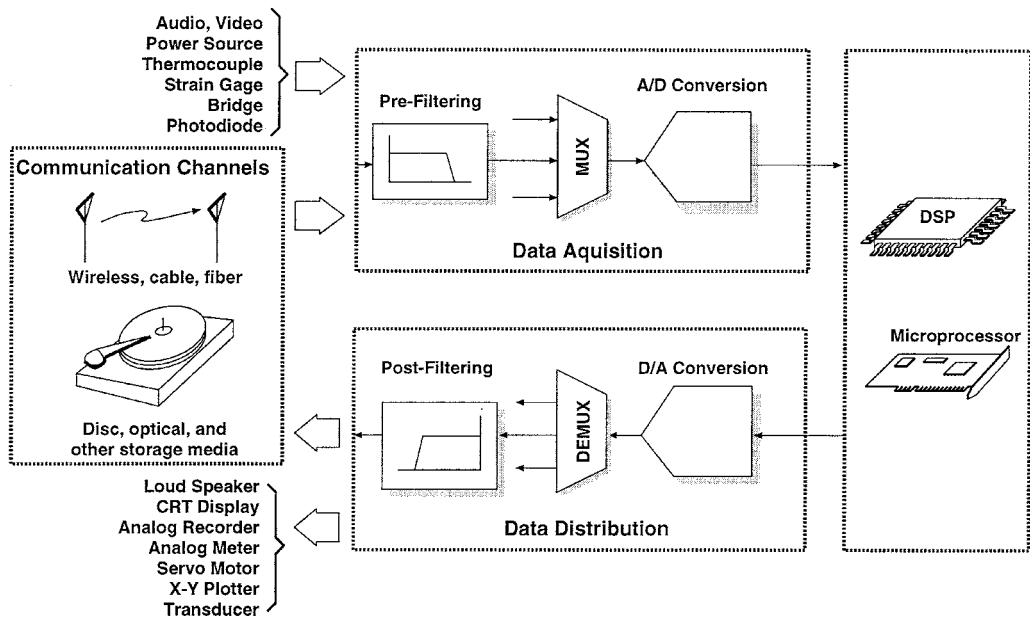 Audio, Video
Power Source
Thermocouple
Strain Gage
Bridge
Photodiode
Communication Channels
Wireless, cable, fiber
Disc, optical, and
other storage media
Pre-Filtering
MUX
A/D Conversion
Data Aquisition
DSP
Microprocessor
Post-Filtering
DEMUX
D/A Conversion
Data Distribution
Loud Speaker
CRT Display
Analog Recorder
Analog Meter
Servo Motor
X-Y Plotter
Transducer